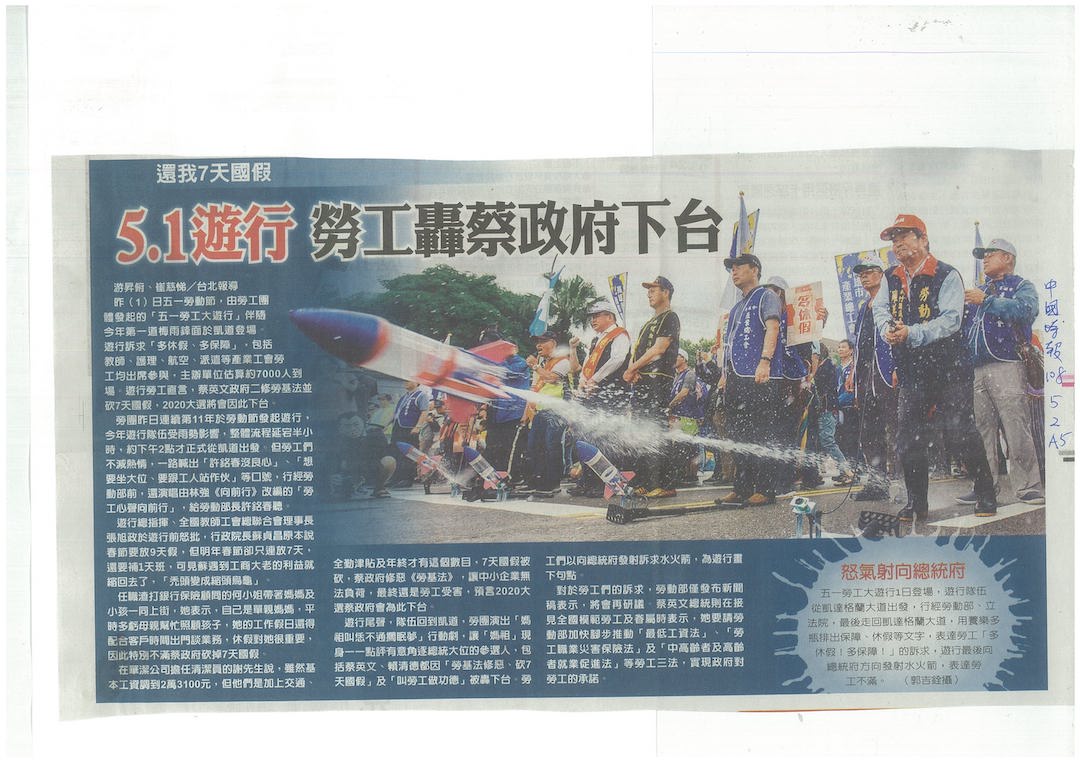 還我7天國假
5.1遊行 勞工轟蔡政府下台
游昇俯、崔慈悌／台北報導
昨（1）日五一勞動節，由勞工團
體發起的「五一勞工大遊行」伴隨
今年第一道梅雨鋒面於凱道登場。
遊行訴求「多休假、多保障」，包括
教師、護理、航空、派遣等產業工會勞
工均出席參與，主辦單位估算約7000人到
場。遊行勞工直言，蔡英文政府二修勞基法並
砍7天國假，2020大選將會因此下台。
勞團昨日連續第11年於勞動節發起遊行，
今年遊行隊伍受雨勢影響，整體流程延宕半小
時，約下午2點才正式從凱道出發。但勞工們
不減熱情，一路喊出「許銘春沒良心」、「想
要坐大位、要跟工人站作伙」等口號，行經勞
動部前，還演唱由林強《向前行》改編的「勞
工心聲向前行」，給勞動部長許銘春聽。
遊行總指揮、全國教師工會總聯合會理事長
張旭政於遊行前怒批，行政院長蘇貞昌原本說
春節要放9天假，但明年春節卻只連放7天，
還要補1天班，可見蘇遇到工商大老的利益就
縮回去了，「禿頭變成縮頭烏龜」。
任職渣打銀行保險顧問的何小姐帶著媽媽及
小孩一同上街，她表示，自己是單親媽媽，平
時多虧母親幫忙照顧孩子，她的工作假日還得
配合客戶時間出門談業務，休假對她很重要，
因此特別不滿蔡政府砍掉7天國假。
在華潔公司擔任清潔員的謝先生說，雖然基
本工資調到2萬3100元，但他們是加上交通、
全勤津貼及年終才有這個數目，7天國假被
砍，蔡政府修惡《勞基法》，讓中小企業無
法負荷，最終還是勞工受害，預言2020大
選蔡政府會為此下台。
遊行尾聲，隊伍回到凱道，勞團演出「媽
祖叫恁不通擱眠夢」行動劇，讓「媽祖」現
身一一點評有意角逐總統大位的參選人，包
括蔡英文、賴清德都因「勞基法修惡、砍7
天國假」及「叫勞工做功德」被轟下台。勞
工們以向總統府發射訴求水火箭，為遊行畫
下句點。
對於勞工們的訴求，勞動部僅發布新聞
稿表示，將會再研議。蔡英文總統則在接
見全國模範勞工及眷屬時表示，她要請勞
動部加快腳步推動「最低工資法」、「勞
工職業災害保險法」及「中高齡者及高齡
者就業促進法」等勞工三法，實現政府對
勞工的承諾。
怒氣射向總統府
五一勞工大遊行1日登場，遊行隊伍
從凱達格蘭大道出發，行經勞動部、立
法院，最後走回凱達格蘭大道，用養樂多
瓶排出保障、休假等文字，表達勞工「多
休假！多保障！」的訴求，遊行最後向
總統府方向發射水火箭，表達勞
工不滿。（郭吉銓攝）
勞動
休假
中國時報
108
5
2
A5